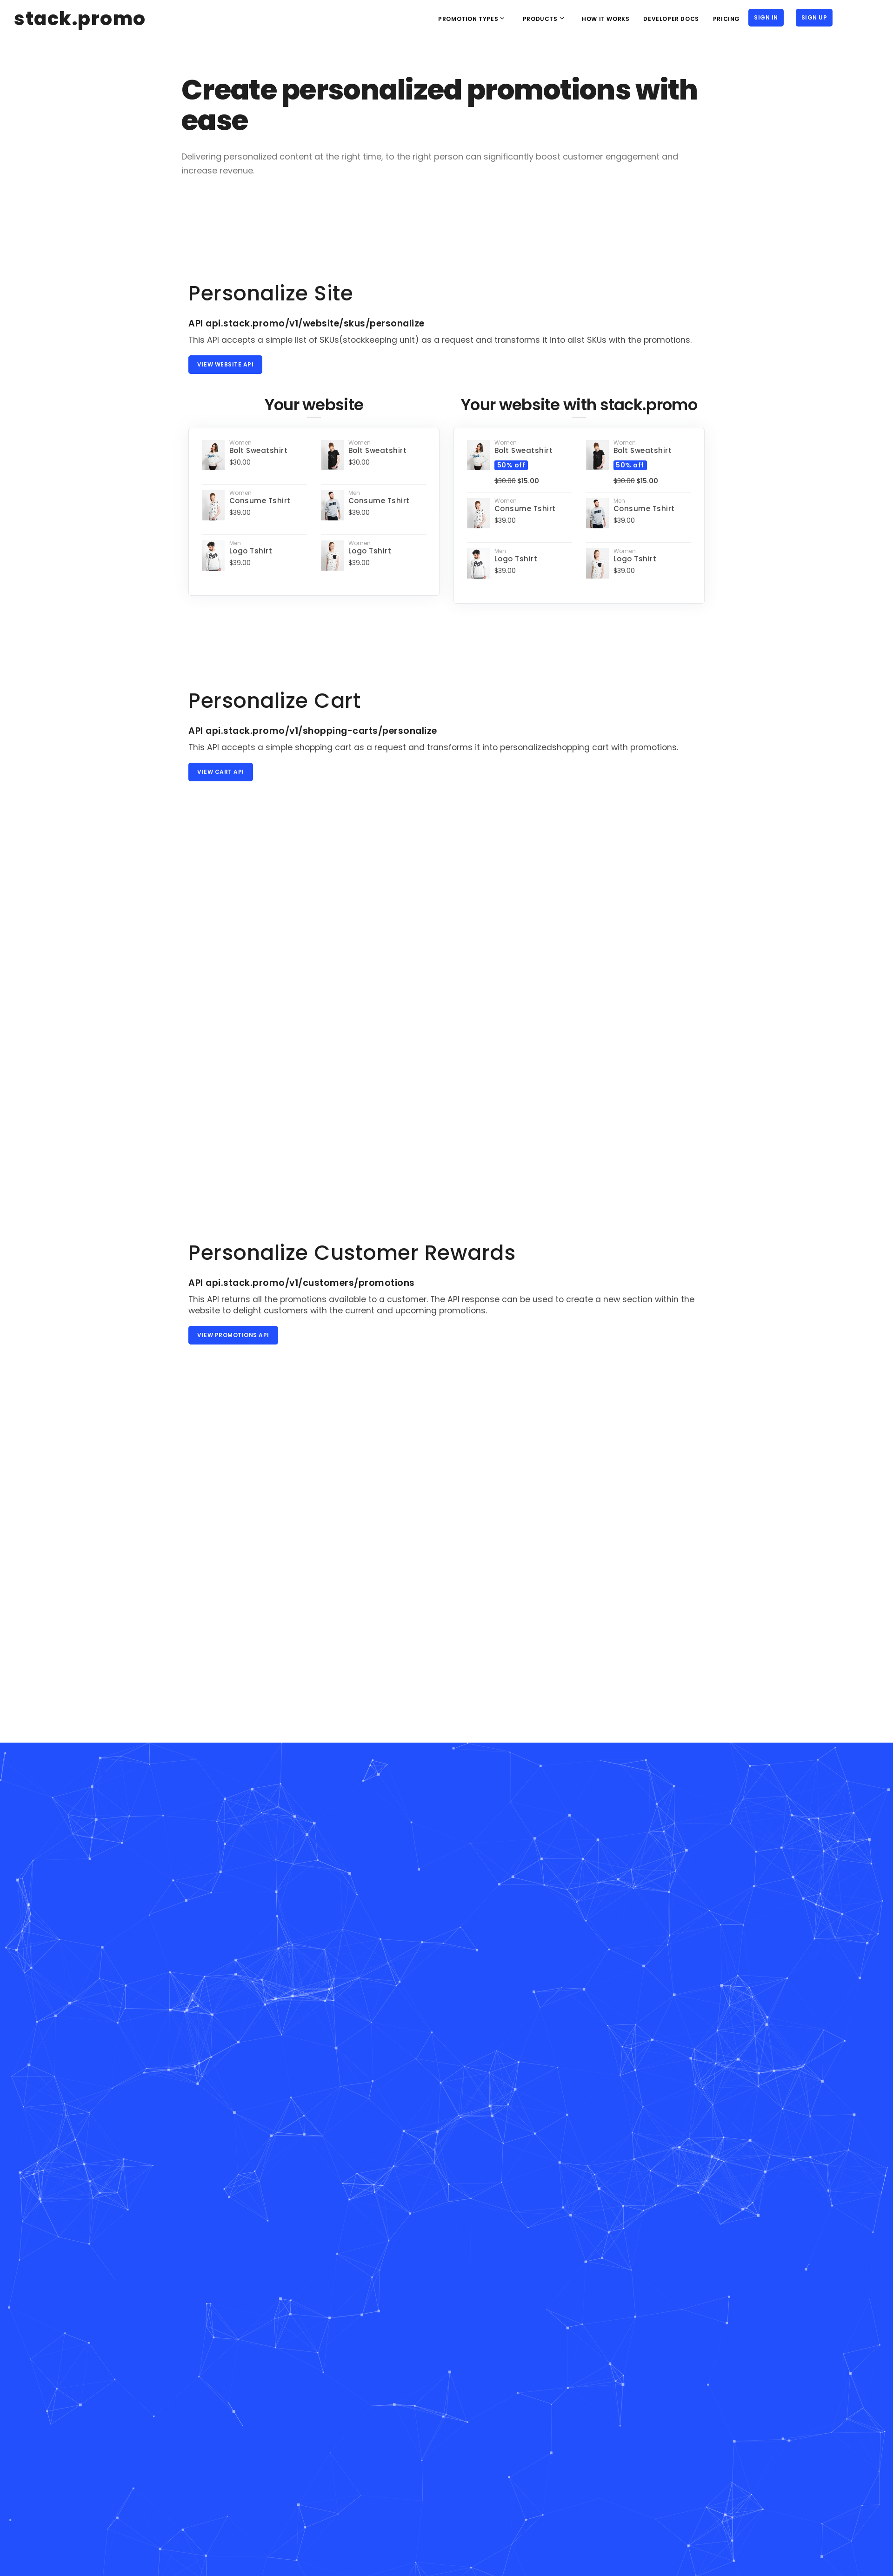 stack.promo
PROMOTION TYPES
PRODUCTS
HOW IT WORKS
DEVELOPER DOCS
PRICING
SIGN IN
SIGN UP
Create personalized promotions with
ease
Delivering personalized content at the right time, to the right person can significantly boost customer engagement and
increase revenue.
Personalize Site
API api.stack.promo/v1/website/skus/personalize
This API accepts a simple list of SKUs(stockkeeping unit) as a request and transforms it into alist SKUs with the promotions.
VIEW WEBSITE API
Your website
Women
Bolt Sweatshirt
$30.00
Women
Bolt Sweatshirt
$30.00
Women
Consume Tshirt
$39.00
Men
Consume Tshirt
$39.00
Men
Logo Tshirt
$39.00
Women
Logo Tshirt
$39.00
Your website with stack.promo
Women
Bolt Sweatshirt
50% off
$30.00 $15.00
Women
Bolt Sweatshirt
50% off
$30.00 $15.00
Women
Consume Tshirt
$39.00
Men
Consume Tshirt
$39.00
Men
Logo Tshirt
$39.00
Women
Logo Tshirt
$39.00
Personalize Cart
API api.stack.promo/v1/shopping-carts/personalize
This API accepts a simple shopping cart as a request and transforms it into personalizedshopping cart with promotions.
VIEW CART API
Personalize Customer Rewards
API api.stack.promo/v1/customers/promotions
This API returns all the promotions available to a customer. The API response can be used to create a new section within the
website to delight customers with the current and upcoming promotions.
VIEW PROMOTIONS API